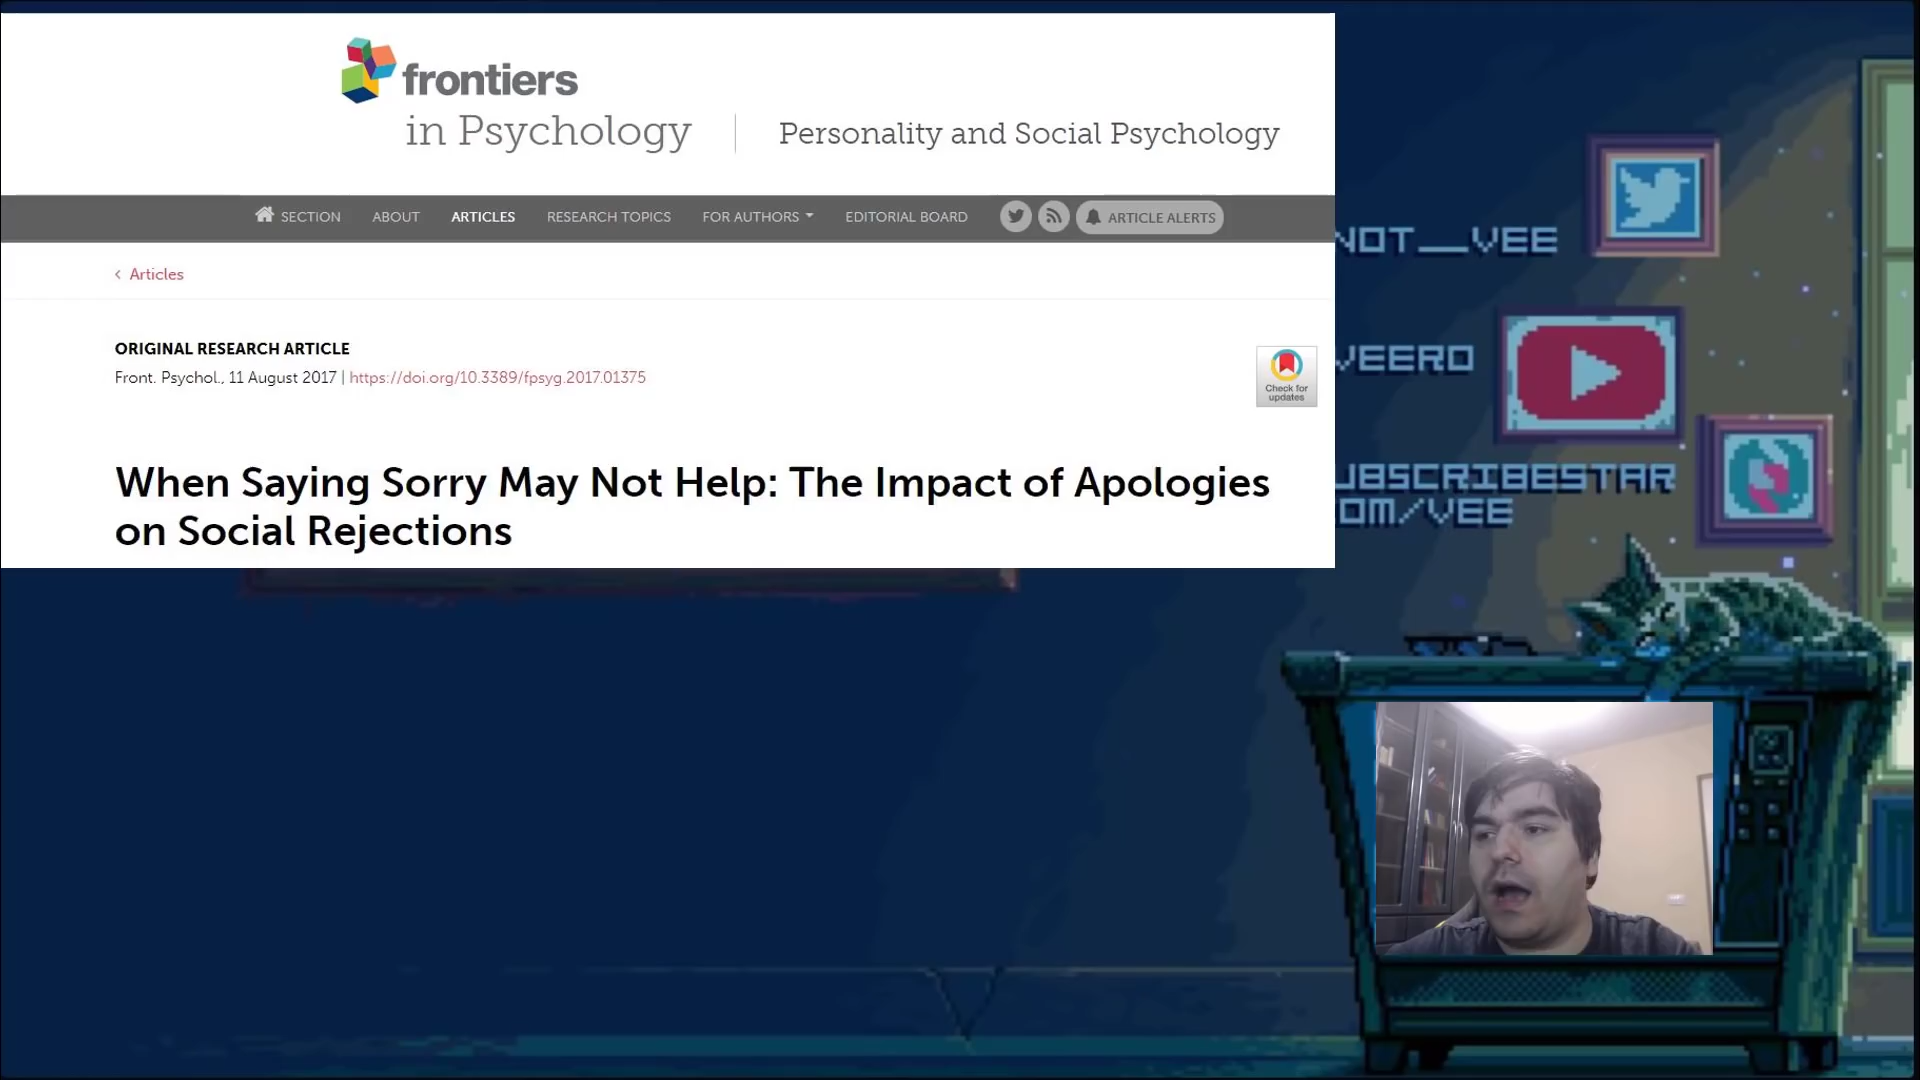 frontiers
in Psychology
Personality and Social Psychology
SECTION ABOUT ARTICLES RESEARCH TOPICS FOR AUTHORS EDITORIAL BOARD ARTICLE ALERTS
NOT__VEE
‹ Articles
ORIGINAL RESEARCH ARTICLE
Front. Psychol., 11 August 2017 | https://doi.org/10.3389/fpsyg.2017.01375
Check for
updates
VEERO
When Saying Sorry May Not Help: The Impact of Apologies
on Social Rejections
UBSCRIBESTAR
OM/VEE